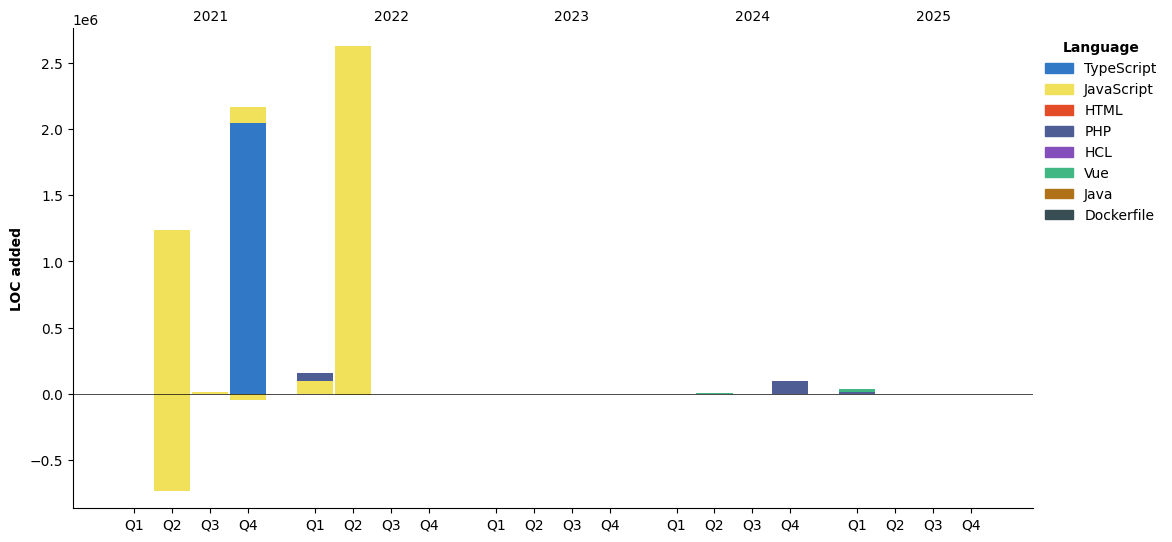 1e6
2021 2022 2023 2024 2025
Language
TypeScript
JavaScript
HTML
PHP
HCL
Vue
Java
Dockerfile
LOC added
2.5
2.0
1.5
1.0
0.5
0.0
−0.5
Q1 Q2 Q3 Q4 Q1 Q2 Q3 Q4 Q1 Q2 Q3 Q4 Q1 Q2 Q3 Q4 Q1 Q2 Q3 Q4